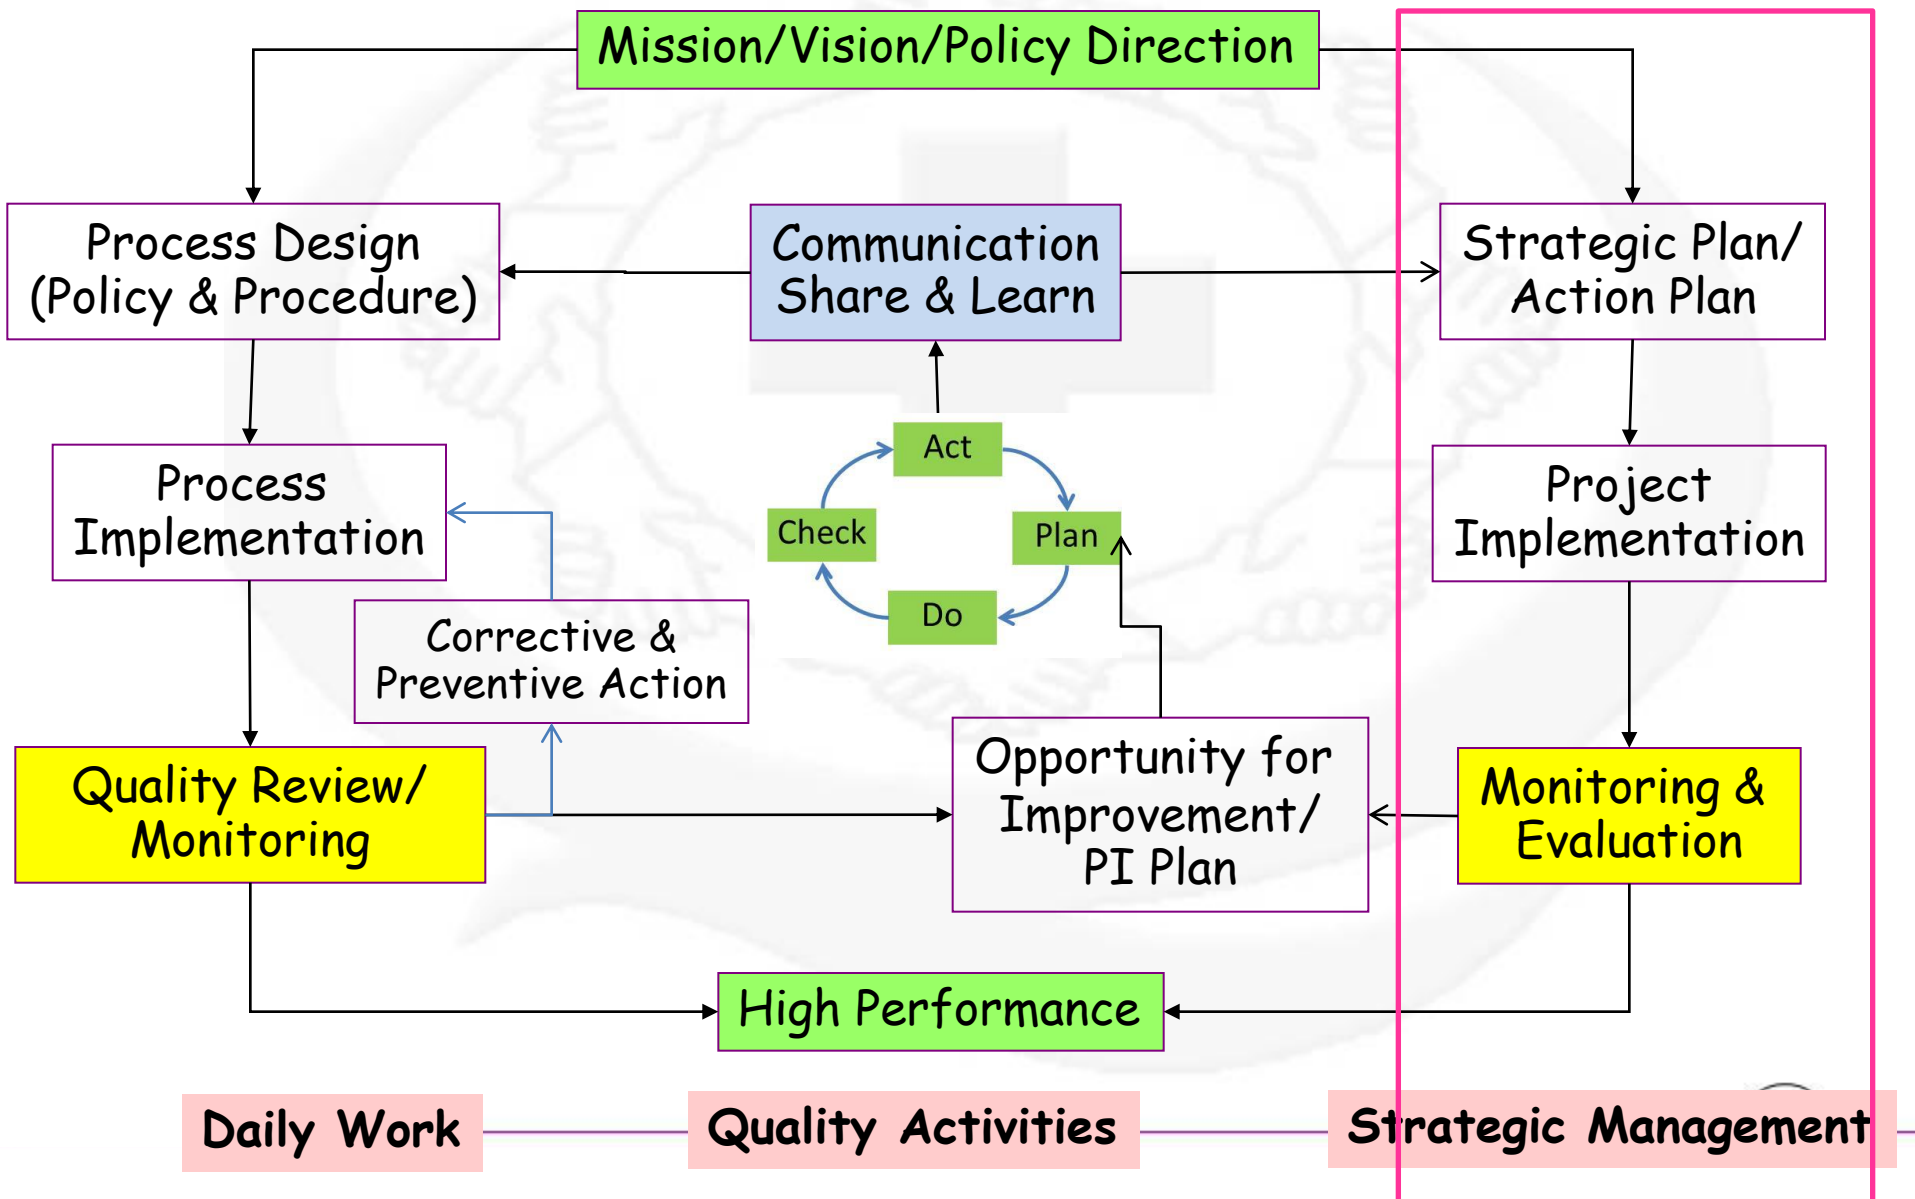 Mission/Vision/Policy Direction
Process Design
(Policy & Procedure)
Communication
Share & Learn
Strategic Plan/
Action Plan
Process
Implementation
Act
Check
Plan
Do
Project
Implementation
Corrective &
Preventive Action
Quality Review/
Monitoring
Opportunity for
Improvement/
PI Plan
Monitoring &
Evaluation
High Performance
Daily Work
Quality Activities
Strategic Management